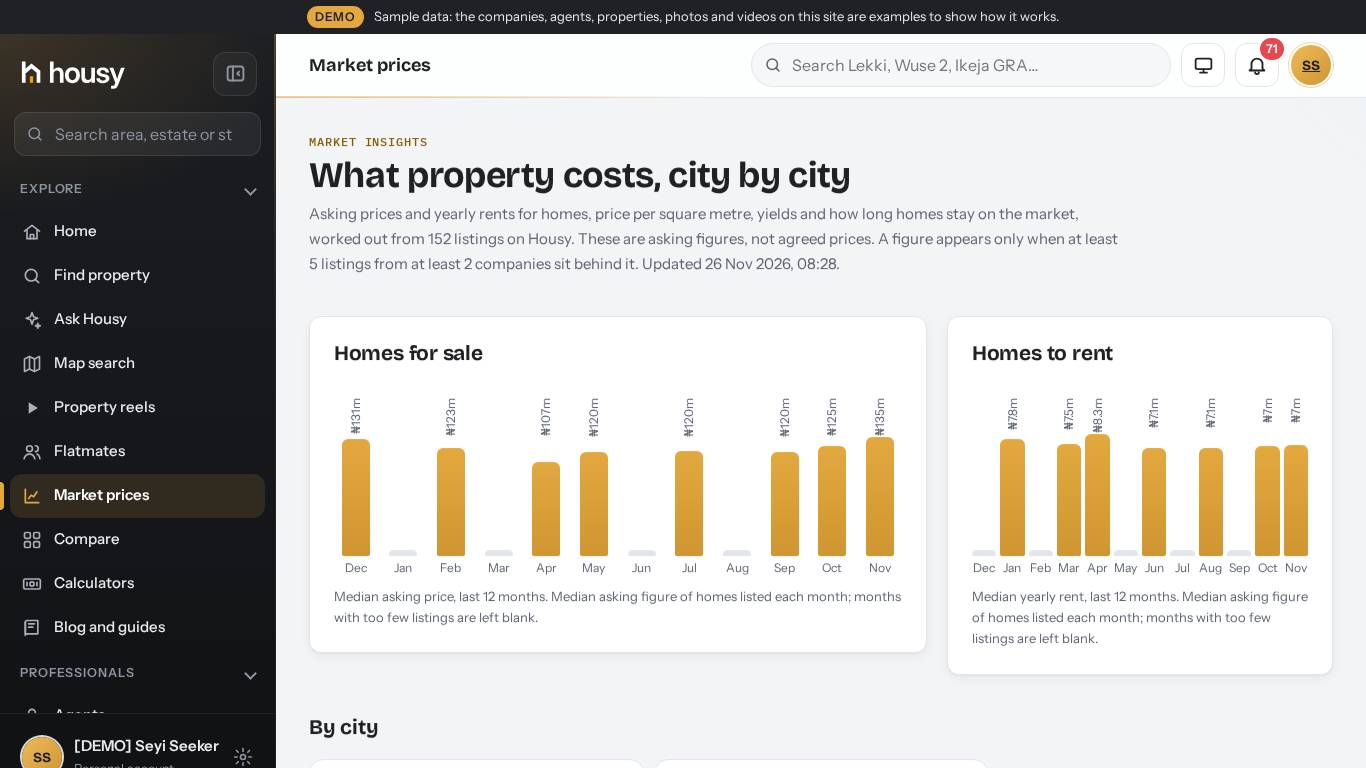 DEMO Sample data: the companies, agents, properties, photos and videos on this site are examples to show how it works.
housy
Search area, estate or st
EXPLORE
Home
Find property
Ask Housy
Map search
Property reels
Flatmates
Market prices
Compare
Calculators
Blog and guides
PROFESSIONALS
SS
[DEMO] Seyi Seeker
Market prices
Search Lekki, Wuse 2, Ikeja GRA...
71
SS
MARKET INSIGHTS
What property costs, city by city
Asking prices and yearly rents for homes, price per square metre, yields and how long homes stay on the market,
worked out from 152 listings on Housy. These are asking figures, not agreed prices. A figure appears only when at least
5 listings from at least 2 companies sit behind it. Updated 26 Nov 2026, 08:28.
Homes for sale
₦131m ₦123m ₦107m ₦120m ₦120m ₦120m ₦125m ₦135m
Dec Jan Feb Mar Apr May Jun Jul Aug Sep Oct Nov
Median asking price, last 12 months. Median asking figure of homes listed each month; months
with too few listings are left blank.
Homes to rent
₦7.8m ₦7.5m ₦8.3m ₦7.1m ₦7.1m ₦7m ₦7m
Dec Jan Feb Mar Apr May Jun Jul Aug Sep Oct Nov
Median yearly rent, last 12 months. Median asking figure
of homes listed each month; months with too few
listings are left blank.
By city